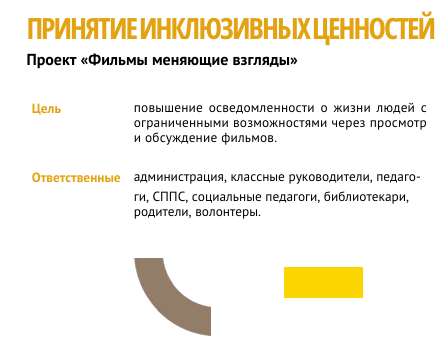 ПРИНЯТИЕ ИНКЛЮЗИВНЫХ ЦЕННОСТЕЙ
Проект «Фильмы меняющие взгляды»
Цель
повышение осведомленности о жизни людей с
ограниченными возможностями через просмотр
и обсуждение фильмов.
Ответственные
администрация, классные руководители, педаго-
ги, СППС, социальные педагоги, библиотекари,
родители, волонтеры.